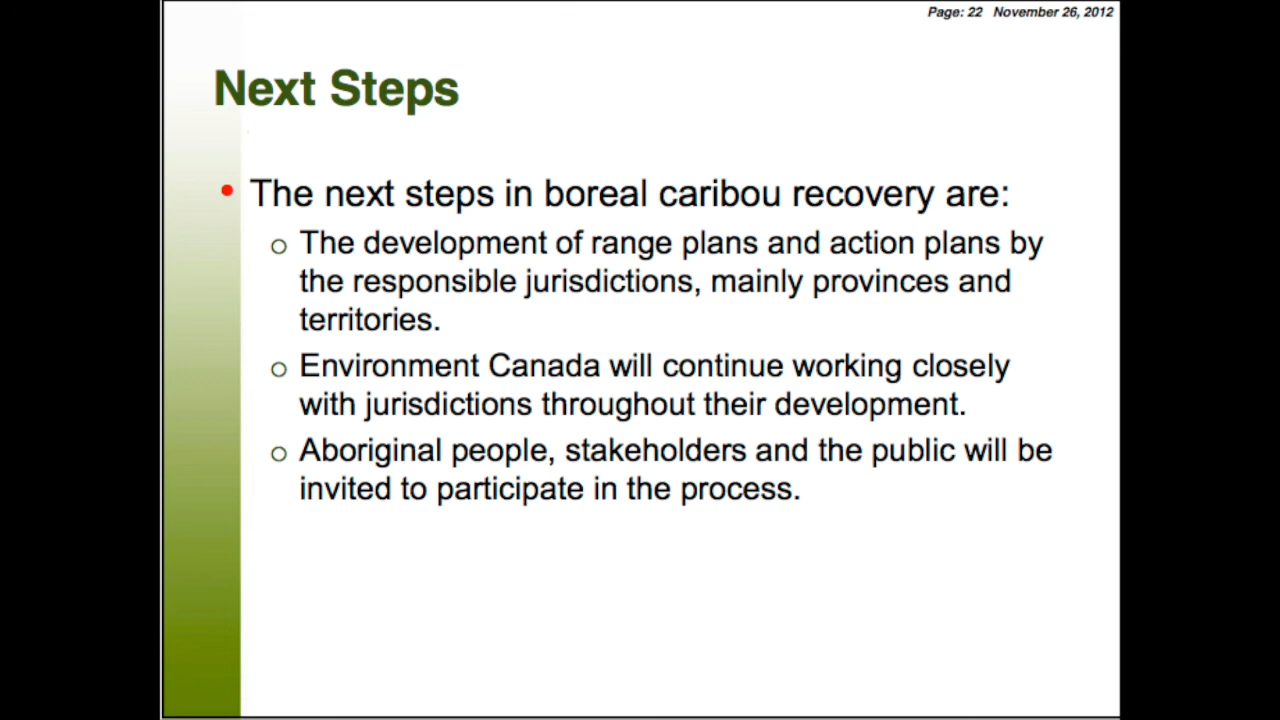 Page: 22 November 26, 2012
Next Steps
• The next steps in boreal caribou recovery are:
o The development of range plans and action plans by
the responsible jurisdictions, mainly provinces and
territories.
o Environment Canada will continue working closely
with jurisdictions throughout their development.
o Aboriginal people, stakeholders and the public will be
invited to participate in the process.